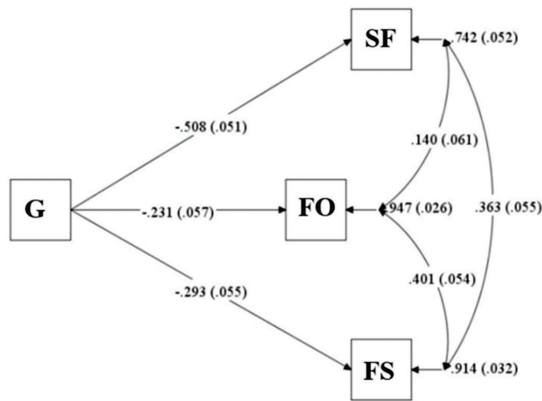 SF
.742 (.052)
-.508 (.051)
.140 (.061)
G
-.231 (.057)
FO
.947 (.026)
.363 (.055)
.401 (.054)
-.293 (.055)
FS
.914 (.032)